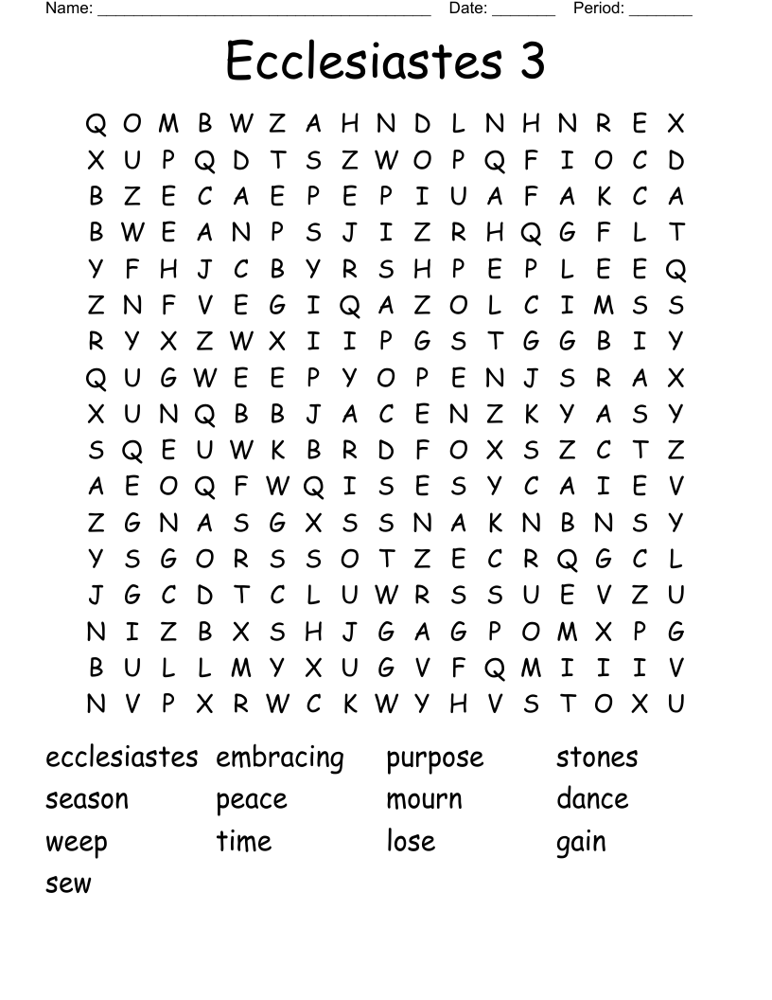 Name: _____________________________________ Date: _______ Period: _______
Ecclesiastes 3
Q O M B W Z A H N D L N H N R E X
X U P Q D T S Z W O P Q F I O C D
B Z E C A E P E P I U A F A K C A
B W E A N P S J I Z R H Q G F L T
Y F H J C B Y R S H P E P L E E Q
Z N F V E G I Q A Z O L C I M S S
R Y X Z W X I I P G S T G G B I Y
Q U G W E E P Y O P E N J S R A X
X U N Q B B J A C E N Z K Y A S Y
S Q E U W K B R D F O X S Z C T Z
A E O Q F W Q I S E S Y C A I E V
Z G N A S G X S S N A K N B N S Y
Y S G O R S S O T Z E C R Q G C L
J G C D T C L U W R S S U E V Z U
N I Z B X S H J G A G P O M X P G
B U L L M Y X U G V F Q M I I I V
N V P X R W C K W Y H V S T O X U
ecclesiastes embracing purpose stones
season peace mourn dance
weep time lose gain
sew